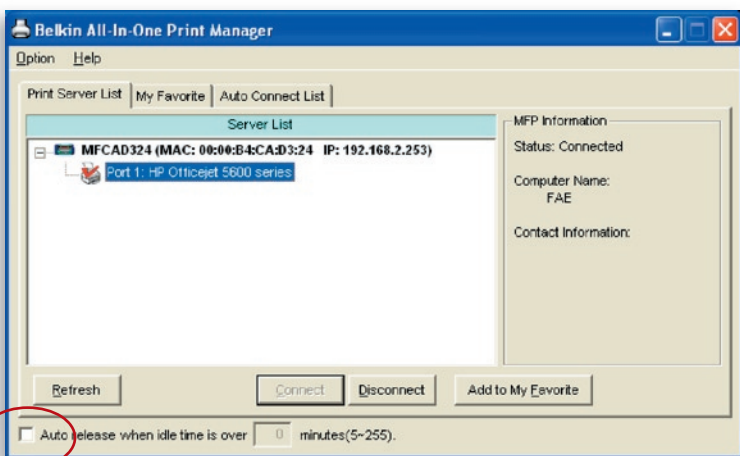 Belkin All-In-One Print Manager
Option Help
Print Server List My Favorite Auto Connect List
Server List
MFCAD324 (MAC: 00:00:B4:CA:D3:24 IP: 192.168.2.253)
Port 1: HP Officejet 5600 series
MFP Information
Status: Connected
Computer Name:
FAE
Contact Information:
Refresh Connect Disconnect Add to My Favorite
Auto release when idle time is over 0 minutes(5~255).